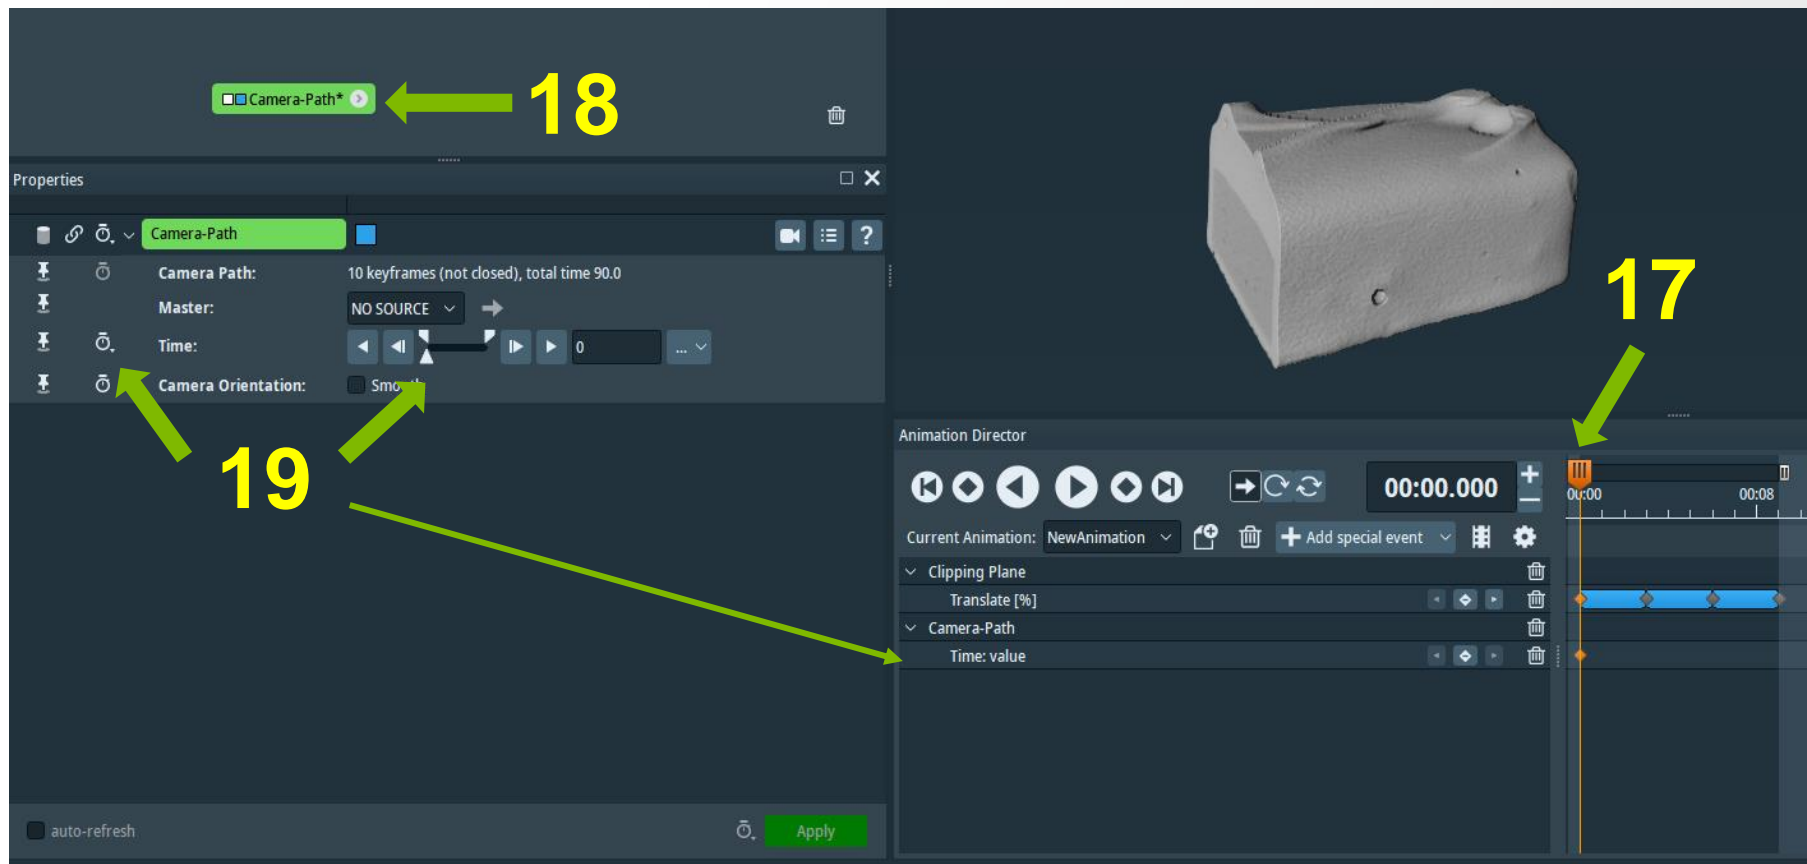 Camera-Path*
18
Properties
Camera-Path
?
Camera Path: 10 keyframes (not closed), total time 90.0
Master: NO SOURCE
Time: 0 ...
Camera Orientation:
19
auto-refresh
Apply
17
Animation Director
00:00.000
00:08
Current Animation: NewAnimation Add special event
Clipping Plane
Translate [%]
Camera-Path
Time: value